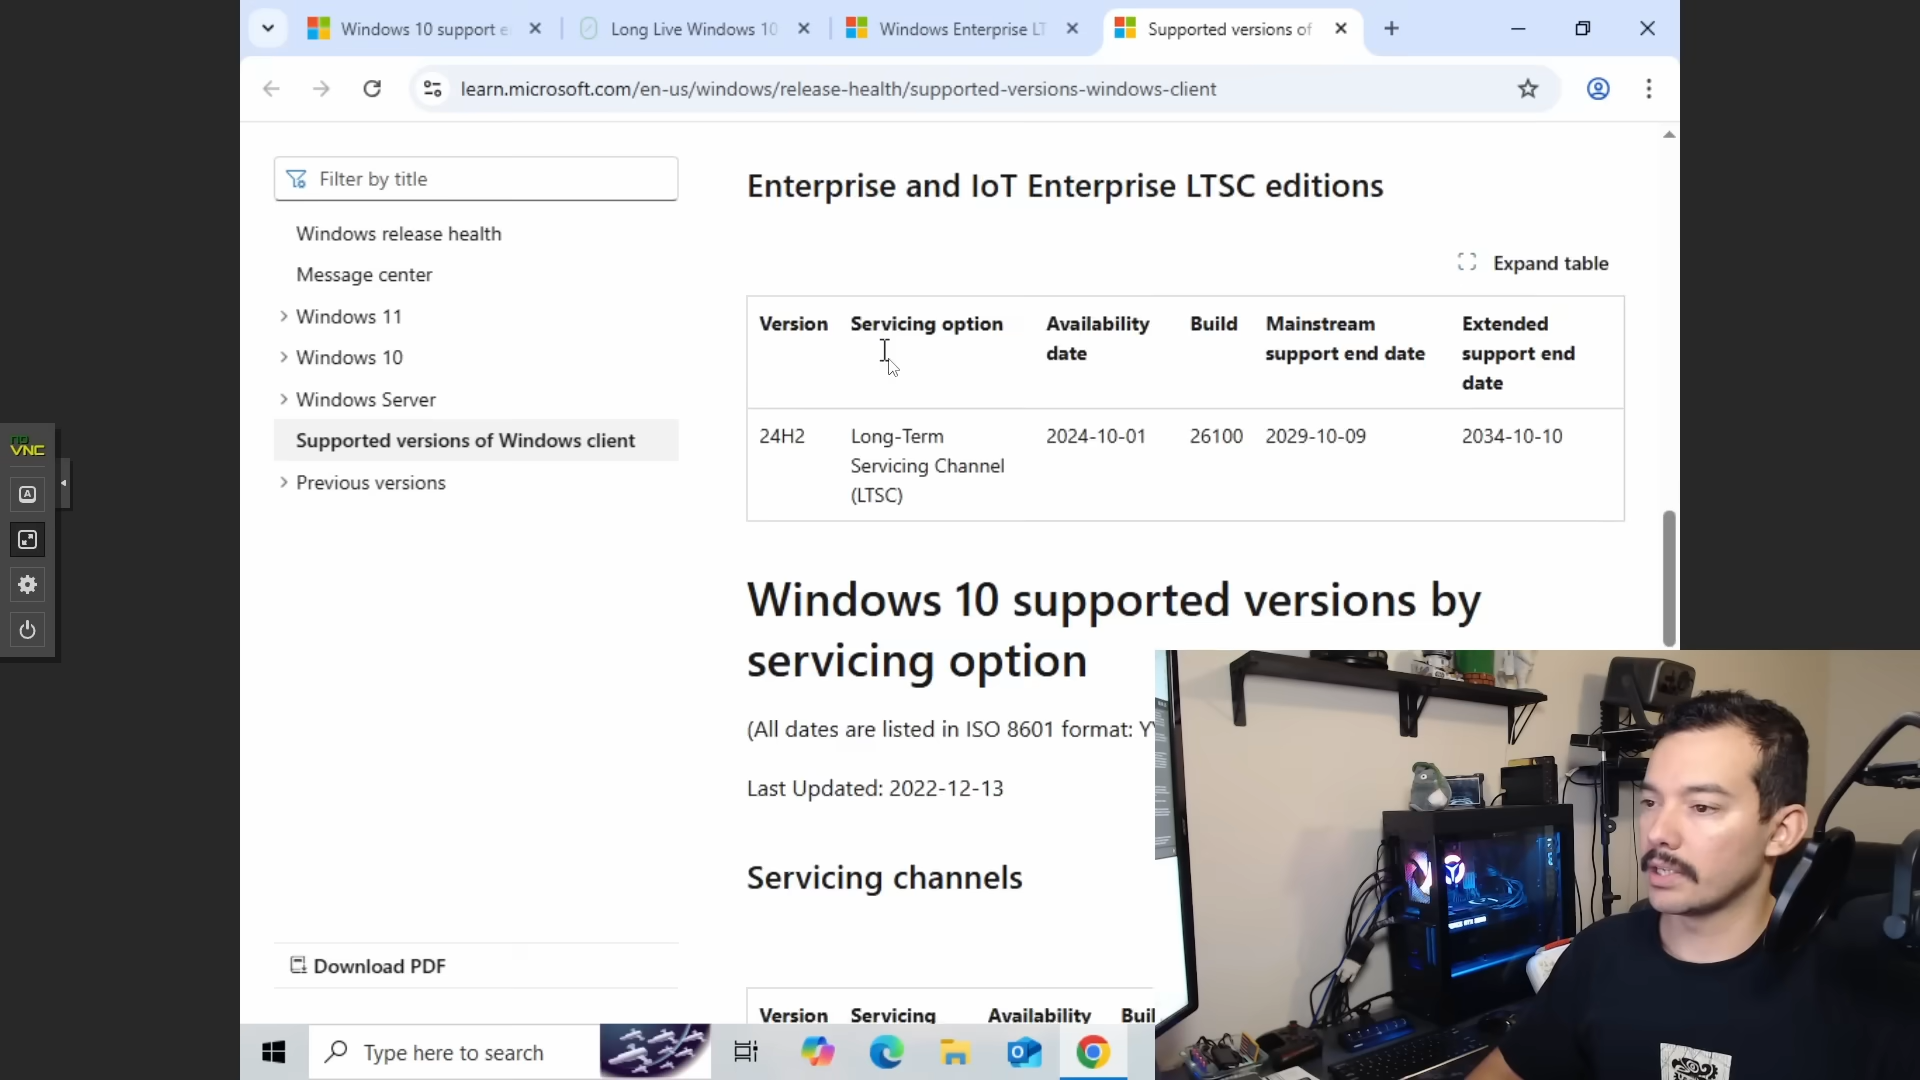 Windows 10 support e
Long Live Windows 10
Windows Enterprise LT
Supported versions of
learn.microsoft.com/en-us/windows/release-health/supported-versions-windows-client
Filter by title
Windows release health
Message center
Windows 11
Windows 10
Windows Server
Supported versions of Windows client
Previous versions
Download PDF
Enterprise and IoT Enterprise LTSC editions
Expand table
Version Servicing option Availability date Build Mainstream support end date Extended support end date
24H2 Long-Term Servicing Channel (LTSC) 2024-10-01 26100 2029-10-09 2034-10-10
Windows 10 supported versions by
servicing option
(All dates are listed in ISO 8601 format: Y
Last Updated: 2022-12-13
Servicing channels
Version Servicing Availability Buil
noVNC
A
Type here to search